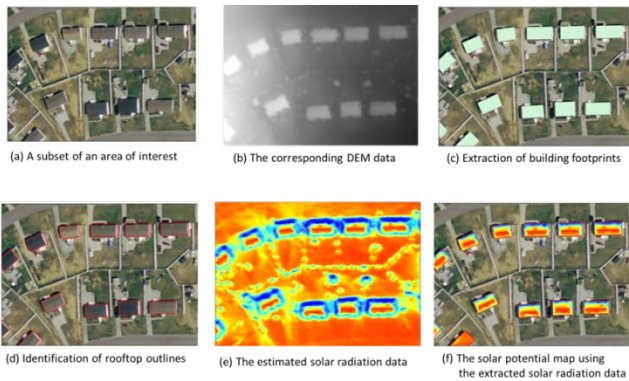 (a) A subset of an area of interest
(b) The corresponding DEM data
(c) Extraction of building footprints
(d) Identification of rooftop outlines
(e) The estimated solar radiation data
(f) The solar potential map using
the extracted solar radiation data